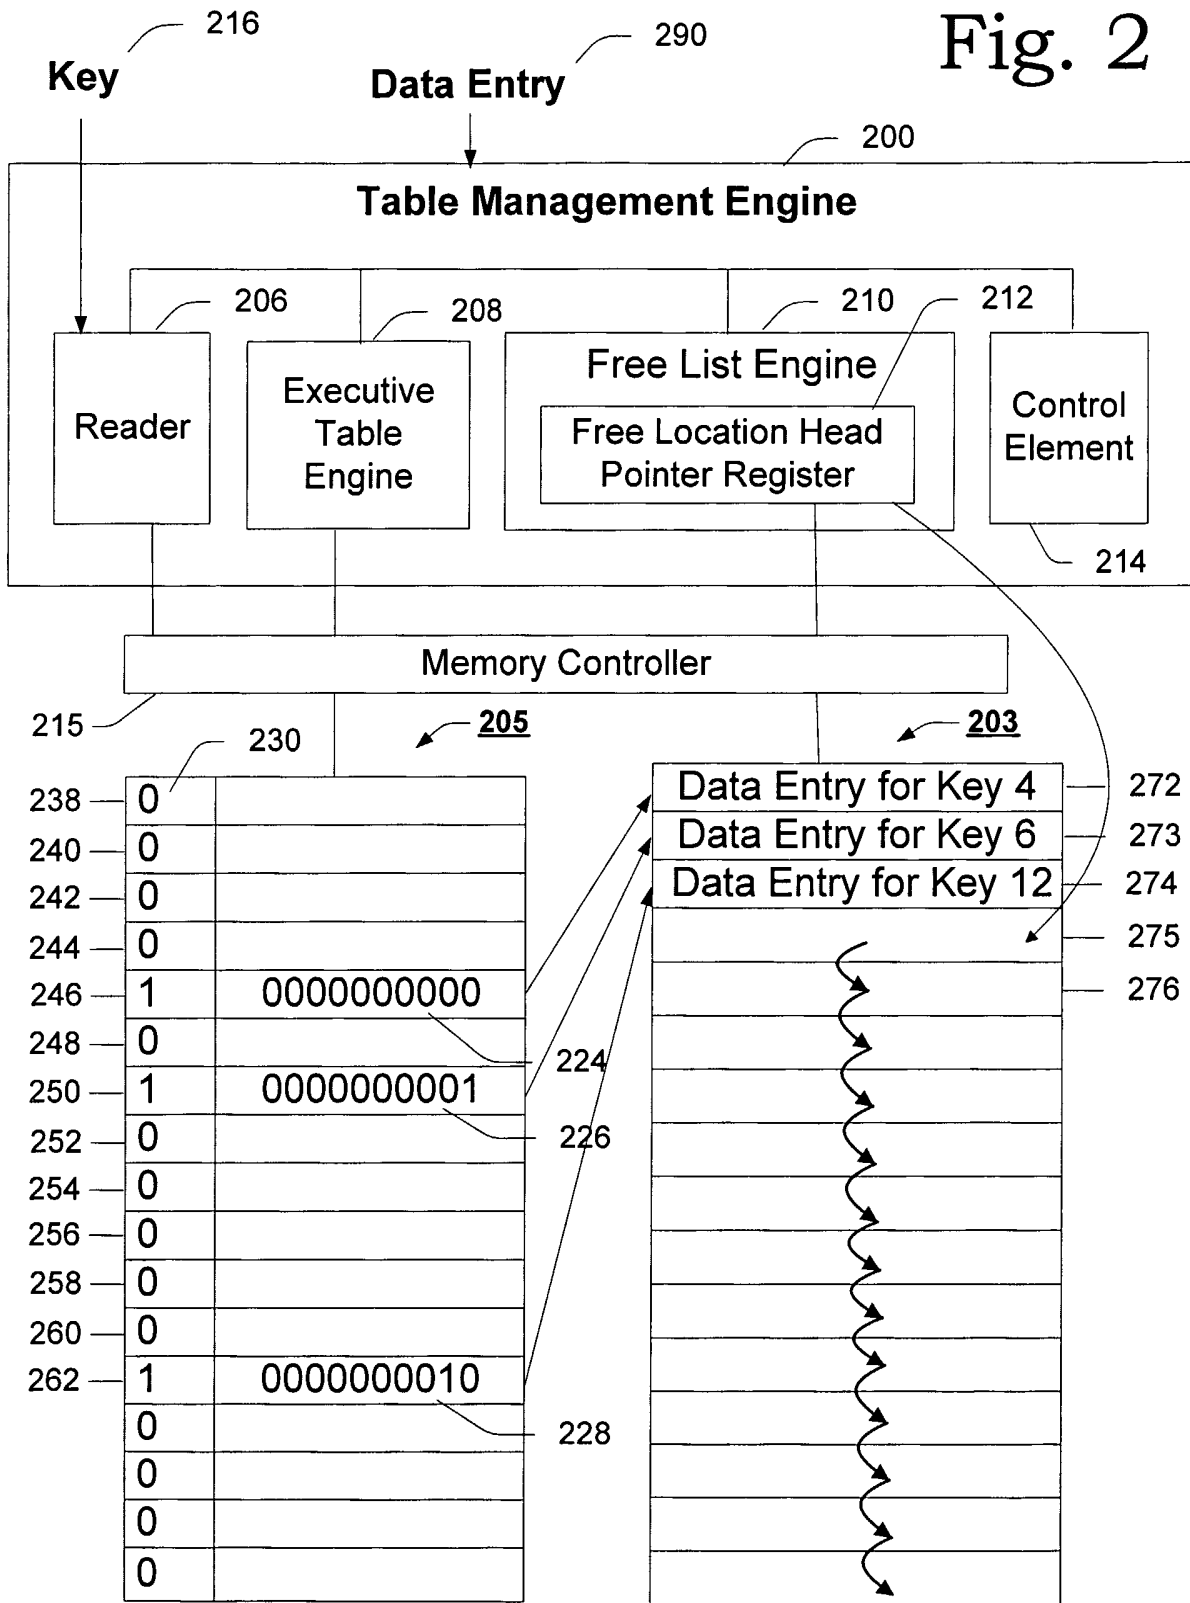 216
290
Fig. 2
Key
Data Entry
200
Table Management Engine
206
208
210
212
Reader
Executive
Table
Engine
Free List Engine
Free Location Head
Pointer Register
Control
Element
214
Memory Controller
215
230
205
203
238 0
Data Entry for Key 4 272
240 0
Data Entry for Key 6 273
242 0
Data Entry for Key 12 274
244 0
275
246 1 0000000000
276
248 0
224
250 1 0000000001
252 0
226
254 0
256 0
258 0
260 0
262 1 0000000010
0
228
0
0
0